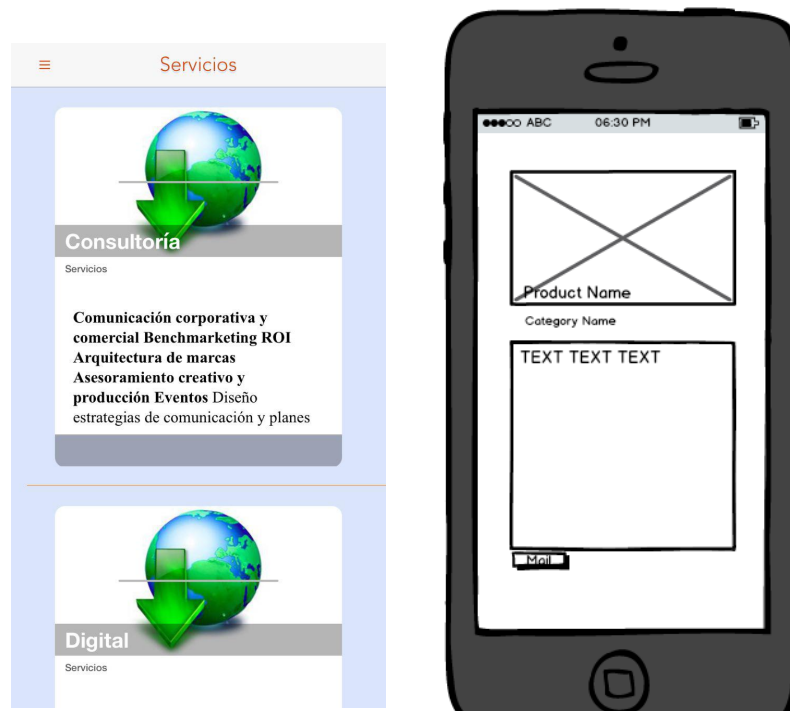 Servicios
Consultoría
Servicios
Comunicación corporativa y
comercial Benchmarketing ROI
Arquitectura de marcas
Asesoramiento creativo y
producción Eventos Diseño
estrategias de comunicación y planes
Digital
Servicios
ABC 06:30 PM
Product Name
Category Name
TEXT TEXT TEXT
Mail